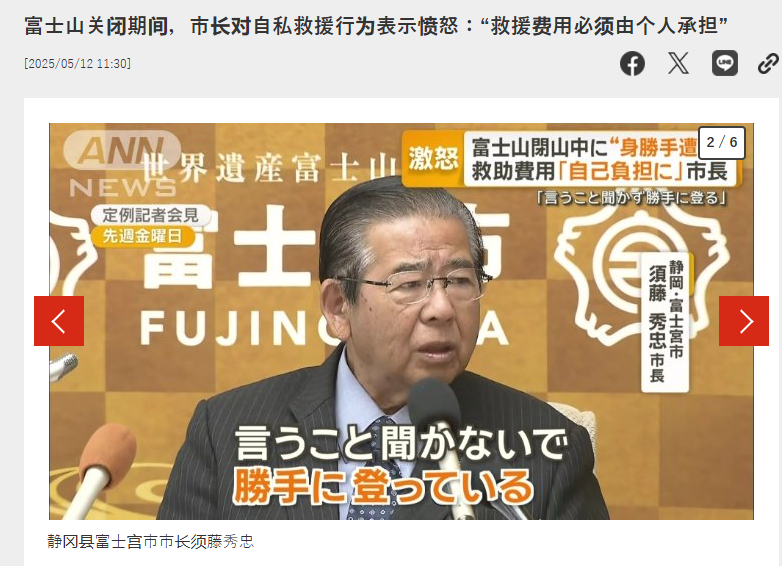 富士山关闭期间，市长对自私救援行为表示愤怒：“救援费用必须由个人承担”
[2025/05/12 11:30]
LINE
ANN
NEWS
世界遺産富士山
定例記者会見
先週金曜日
激怒
富士山閉山中に“身勝手遭
救助費用「自己負担に」市長
「言うこと聞かず勝手に登る」
2 / 6
富士 市
FUJINO A
静岡・富士宮市
須藤 秀忠 市長
言うこと聞かないで
勝手に登っている
静冈县富士宫市市长须藤秀忠